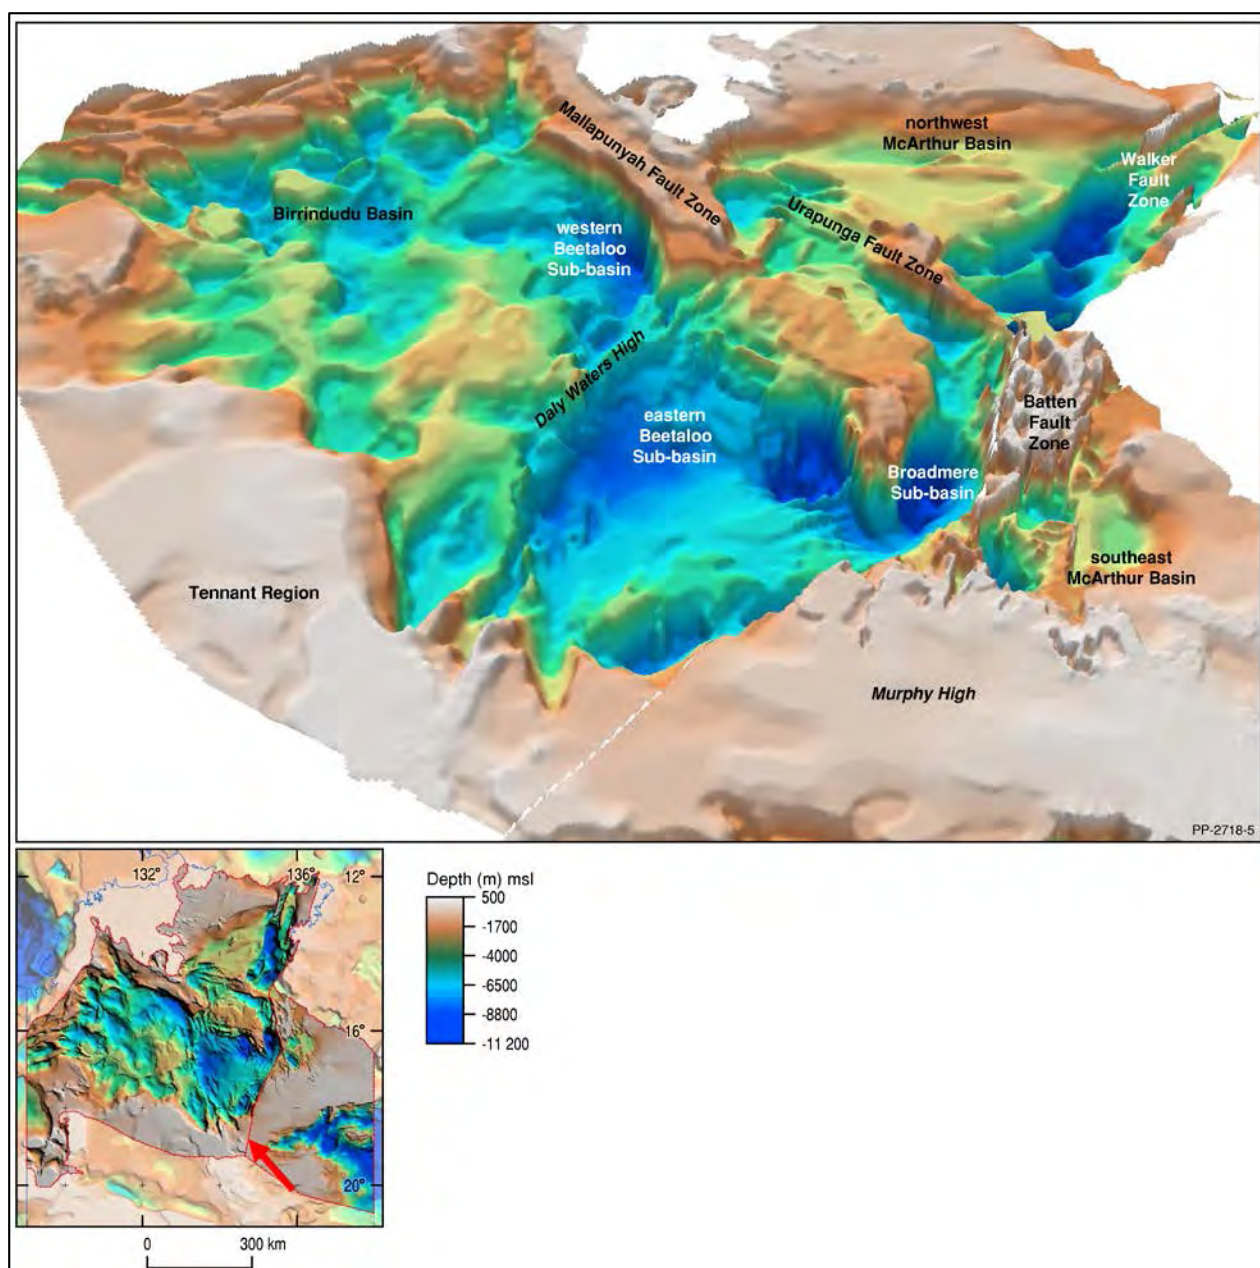 Mallapunyah Fault Zone
northwest
McArthur Basin
Walker
Fault
Zone
Birrindudu Basin
western
Beetaloo
Sub-basin
Urapunga Fault Zone
Daly Waters High
eastern
Beetaloo
Sub-basin
Batten
Fault
Zone
Broadmere
Sub-basin
southeast
McArthur Basin
Tennant Region
Murphy High
PP-2718-5
132°
136°
12°
16°
20°
0
300 km
Depth (m) msl
500
-1700
-4000
-6500
-8800
-11 200